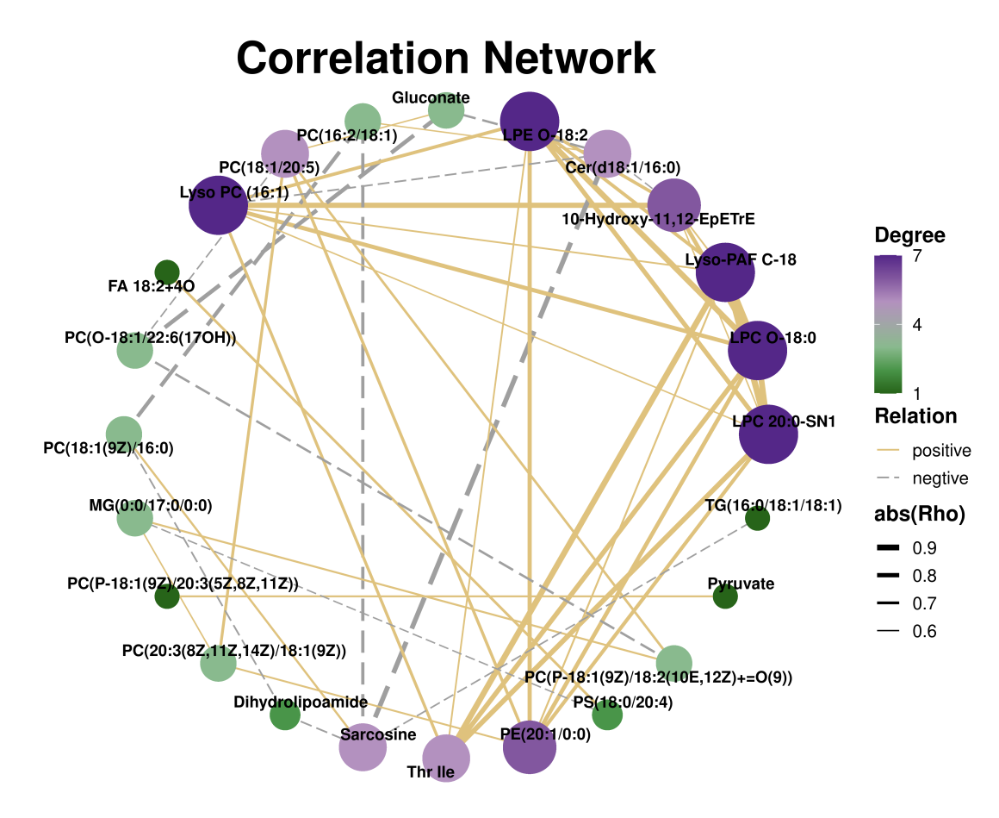 Correlation Network
Gluconate
PC(16:2/18:1)
LPE O-18:2
PC(18:1/20:5)
Cer(d18:1/16:0)
Lyso PC (16:1)
10-Hydroxy-11,12-EpETrE
Lyso-PAF C-18
FA 18:2+4O
PC(O-18:1/22:6(17OH))
LPC O-18:0
LPC 20:0-SN1
PC(18:1(9Z)/16:0)
MG(0:0/17:0/0:0)
TG(16:0/18:1/18:1)
PC(P-18:1(9Z)/20:3(5Z,8Z,11Z))
Pyruvate
PC(20:3(8Z,11Z,14Z)/18:1(9Z))
PC(P-18:1(9Z)/18:2(10E,12Z)+=O(9))
Dihydrolipoamide
PS(18:0/20:4)
Sarcosine
PE(20:1/0:0)
Thr Ile
Degree
7
4
1
Relation
positive
negtive
abs(Rho)
0.9
0.8
0.7
0.6